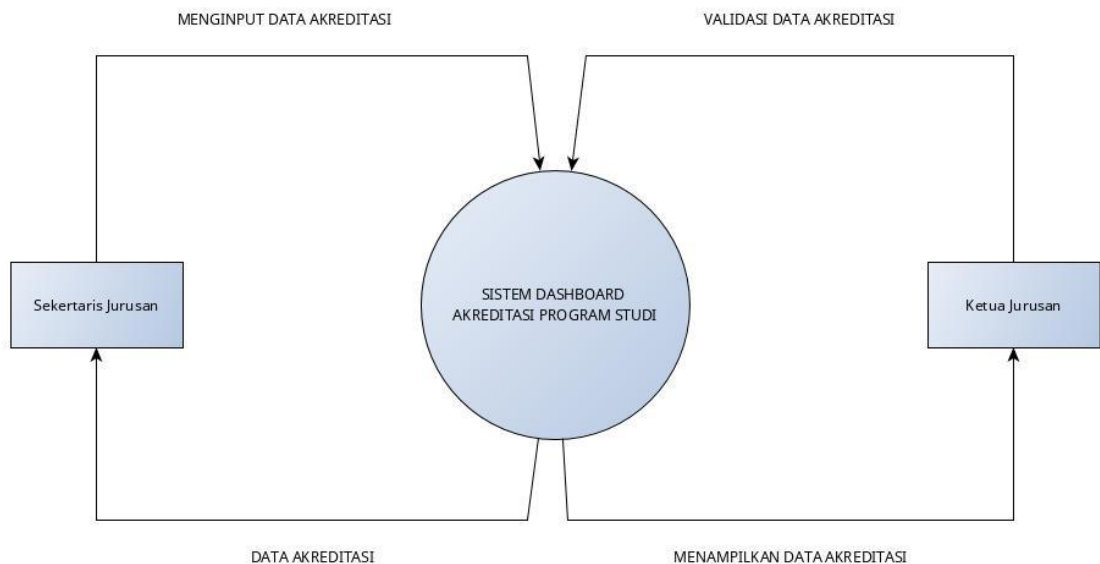 MENGINPUT DATA AKREDITASI
VALIDASI DATA AKREDITASI
Sekertaris Jurusan
SISTEM DASHBOARD
AKREDITASI PROGRAM STUDI
Ketua Jurusan
DATA AKREDITASI
MENAMPILKAN DATA AKREDITASI